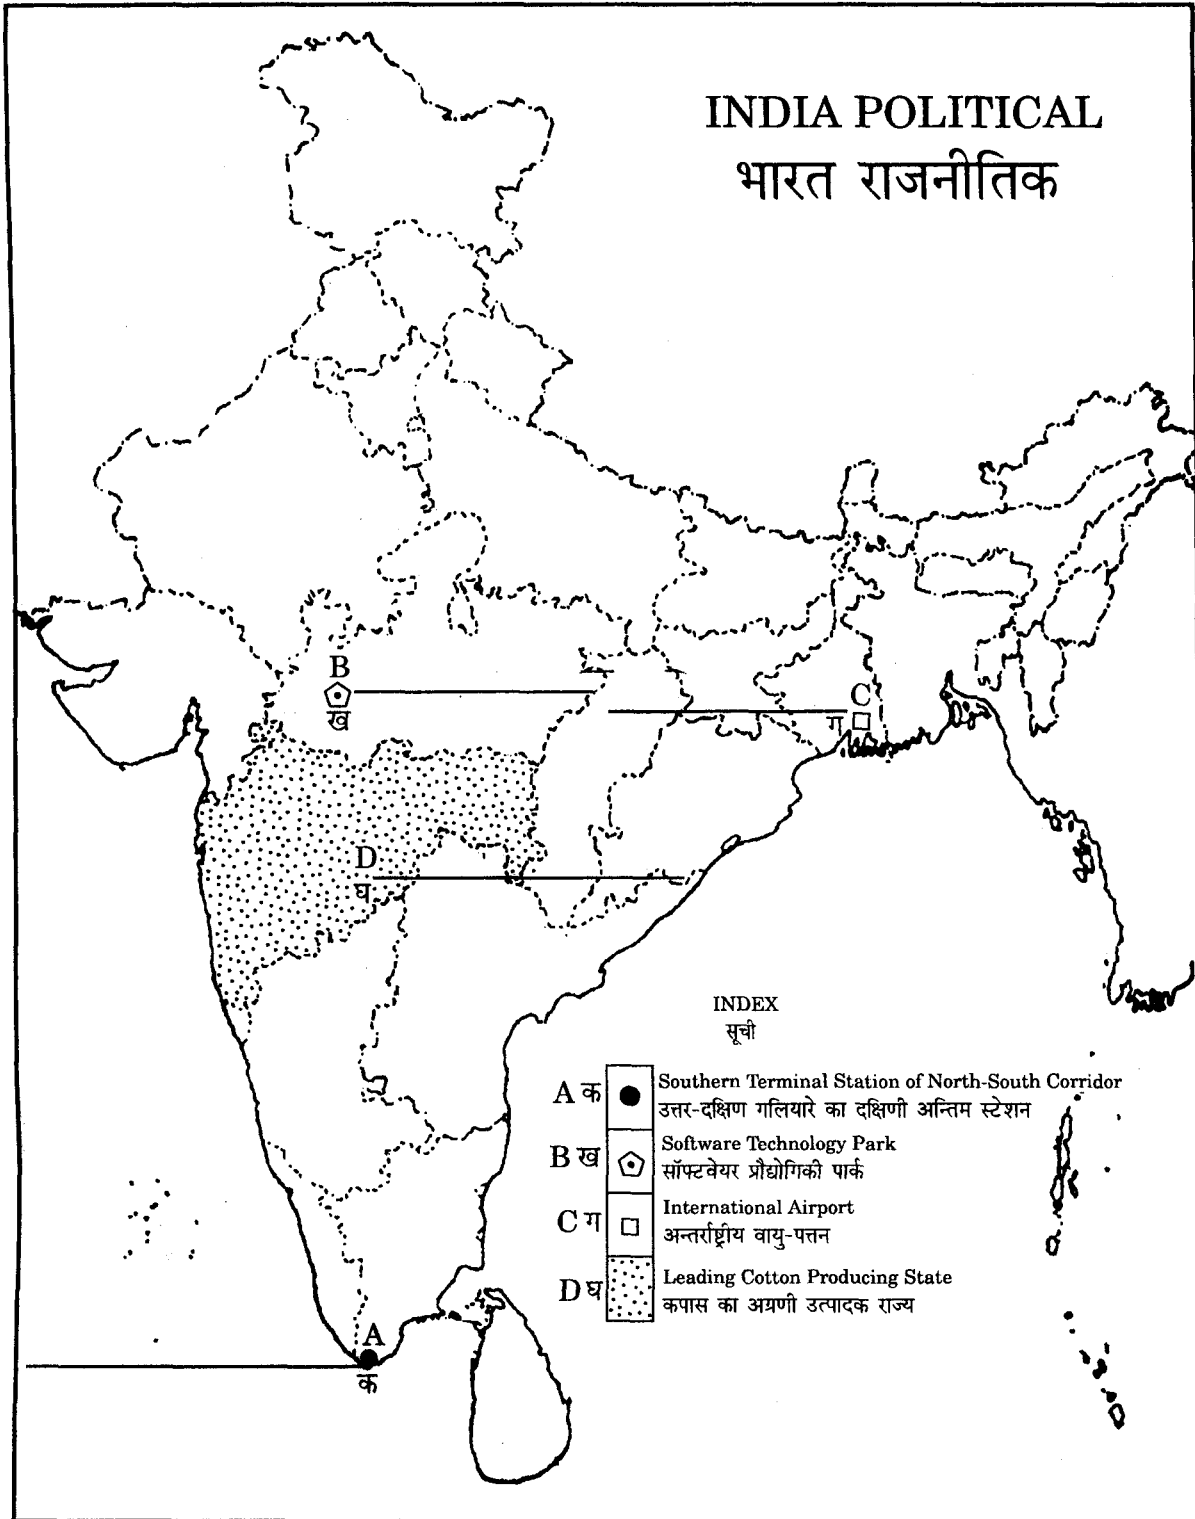 INDIA POLITICAL
भारत राजनीतिक
B
ख
C
ग
D
घ
INDEX
सूची
A क Southern Terminal Station of North-South Corridor
उत्तर-दक्षिण गलियारे का दक्षिणी अन्तिम स्टेशन
B ख Software Technology Park
सॉफ्टवेयर प्रौद्योगिकी पार्क
C ग International Airport
अन्तर्राष्ट्रीय वायु-पत्तन
D घ Leading Cotton Producing State
कपास का अग्रणी उत्पादक राज्य
A
क